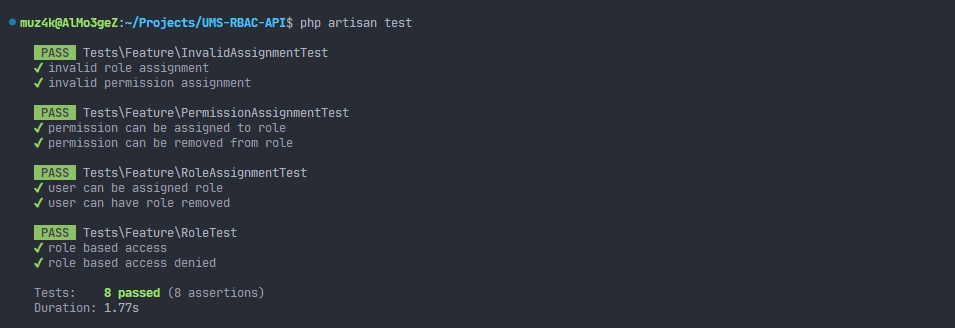 muz4k@AlMo3geZ:~/Projects/UMS-RBAC-API$ php artisan test
PASS Tests\Feature\InvalidAssignmentTest
✓ invalid role assignment
✓ invalid permission assignment
PASS Tests\Feature\PermissionAssignmentTest
✓ permission can be assigned to role
✓ permission can be removed from role
PASS Tests\Feature\RoleAssignmentTest
✓ user can be assigned role
✓ user can have role removed
PASS Tests\Feature\RoleTest
✓ role based access
✓ role based access denied
Tests: 8 passed (8 assertions)
Duration: 1.77s